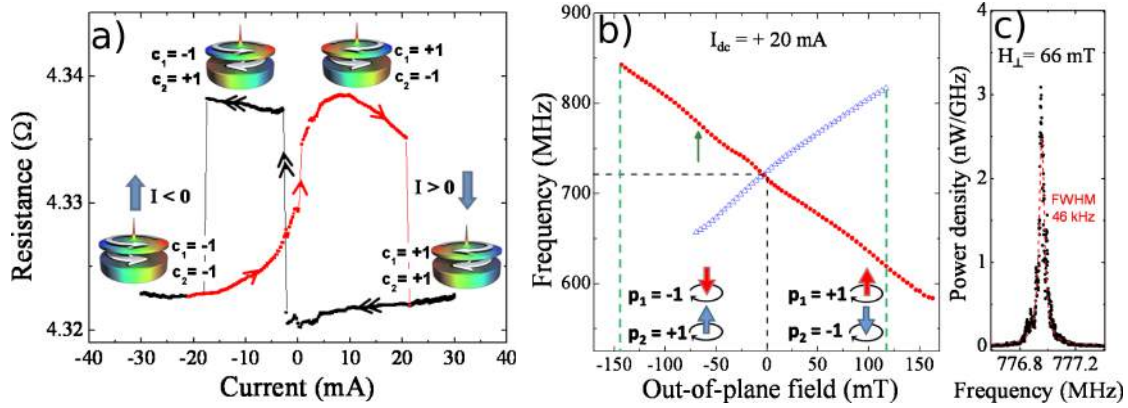 a)
Resistance (Ω)
4.34
4.33
4.32
c1 = -1
c2 = +1
c1 = +1
c2 = -1
I < 0
I > 0
c1 = -1
c2 = -1
c1 = +1
c2 = +1
-40 -30 -20 -10 0 10 20 30 40
Current (mA)
b)
Idc = + 20 mA
Frequency (MHz)
900
800
700
600
p1 = -1
p2 = +1
p1 = +1
p2 = -1
-150 -100 -50 0 50 100 150
Out-of-plane field (mT)
c)
H⊥ = 66 mT
Power density (nW/GHz)
4
3
2
1
0
FWHM
46 kHz
776.8 777.2
Frequency (MHz)